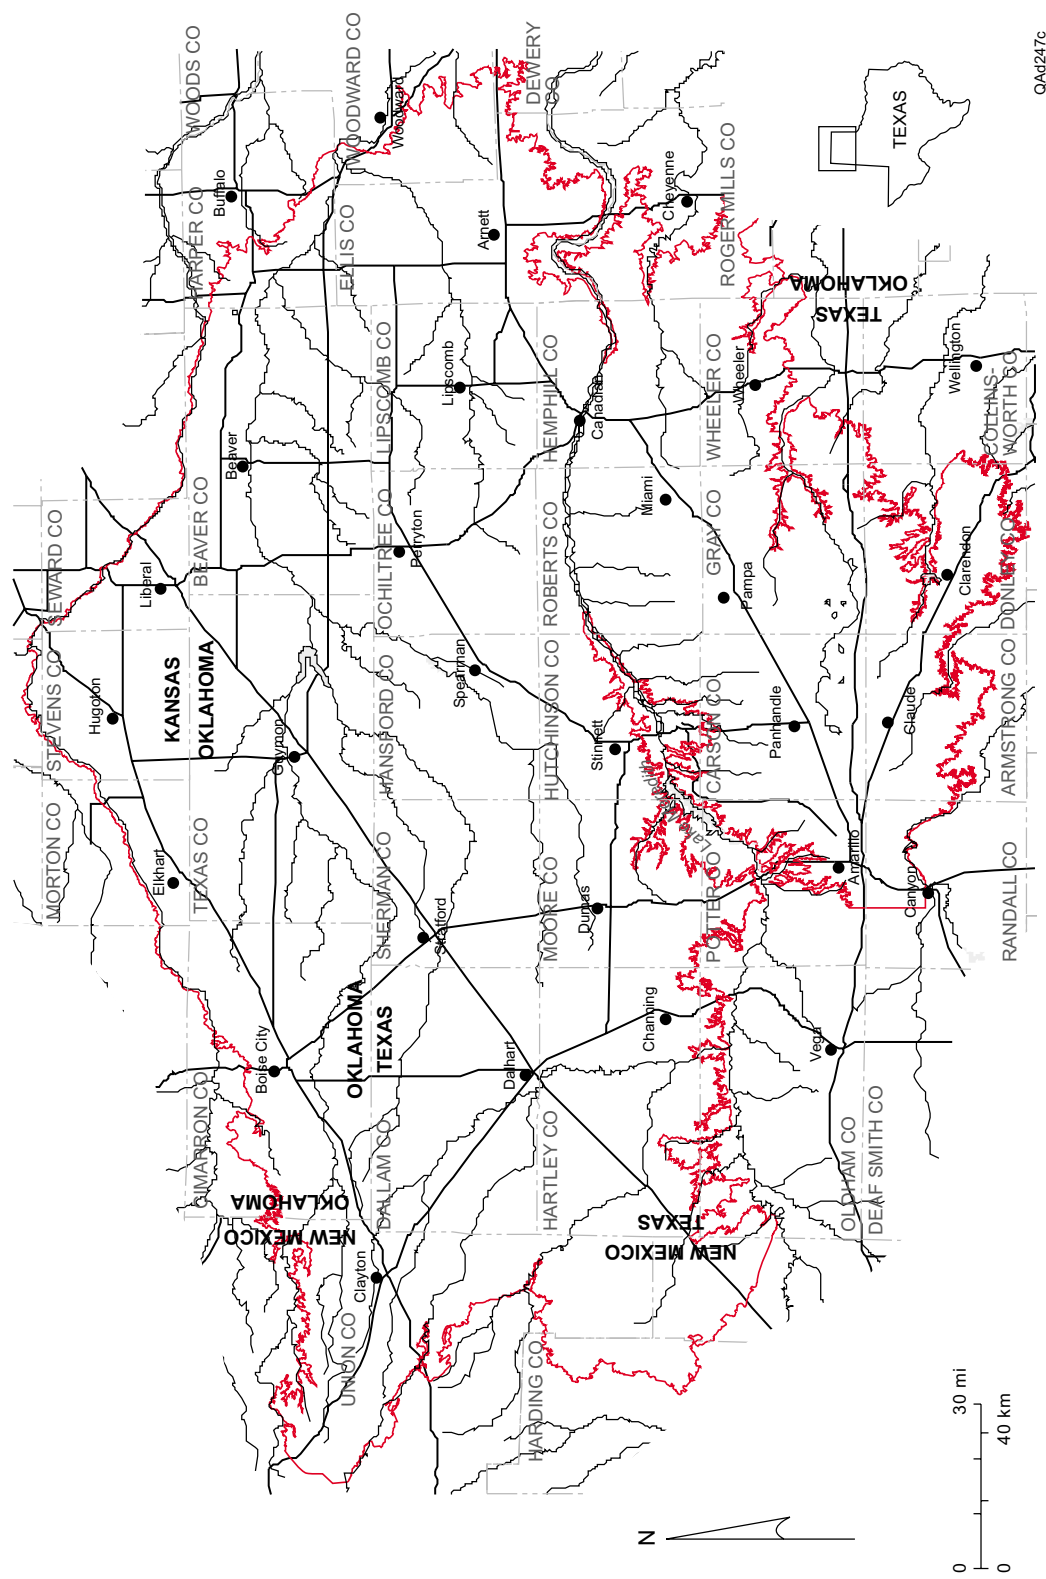 MORTON CO
STEVENS CO
SEWARD CO
Hugoton
Elkhart
Liberal
KANSAS
OKLAHOMA
CIMARRON CO
TEXAS CO
BEAVER CO
HARPER CO
WOODS CO
Buffalo
Beaver
Guymon
Boise City
NEW MEXICO
OKLAHOMA
OKLAHOMA
TEXAS
UNION CO
Clayton
DALLAM CO
SHERMAN CO
HANSFORD CO
OCHILTREE CO
LIPSCOMB CO
ELLIS CO
WOODWARD CO
Woodward
Stratford
Perryton
Spearman
Lipscomb
Arnett
DEWERY
CO
Dalhart
HARDING CO
HARTLEY CO
MOORE CO
HUTCHINSON CO
ROBERTS CO
HEMPHILL CO
Canadian
Dumas
Stinnett
Channing
Miami
Cheyenne
Lake Meredith
NEW MEXICO
TEXAS
POTTER CO
CARSON CO
GRAY CO
WHEELER CO
ROGER MILLS CO
Pampa
Wheeler
Panhandle
Vega
Amarillo
OKLAHOMA
TEXAS
OLDHAM CO
DEAF SMITH CO
Canyon
Claude
Clarendon
Wellington
RANDALL CO
ARMSTRONG CO
DONLEY CO
COLLINS-
WORTH CO
N
0
30 mi
0
40 km
TEXAS
QAd247c